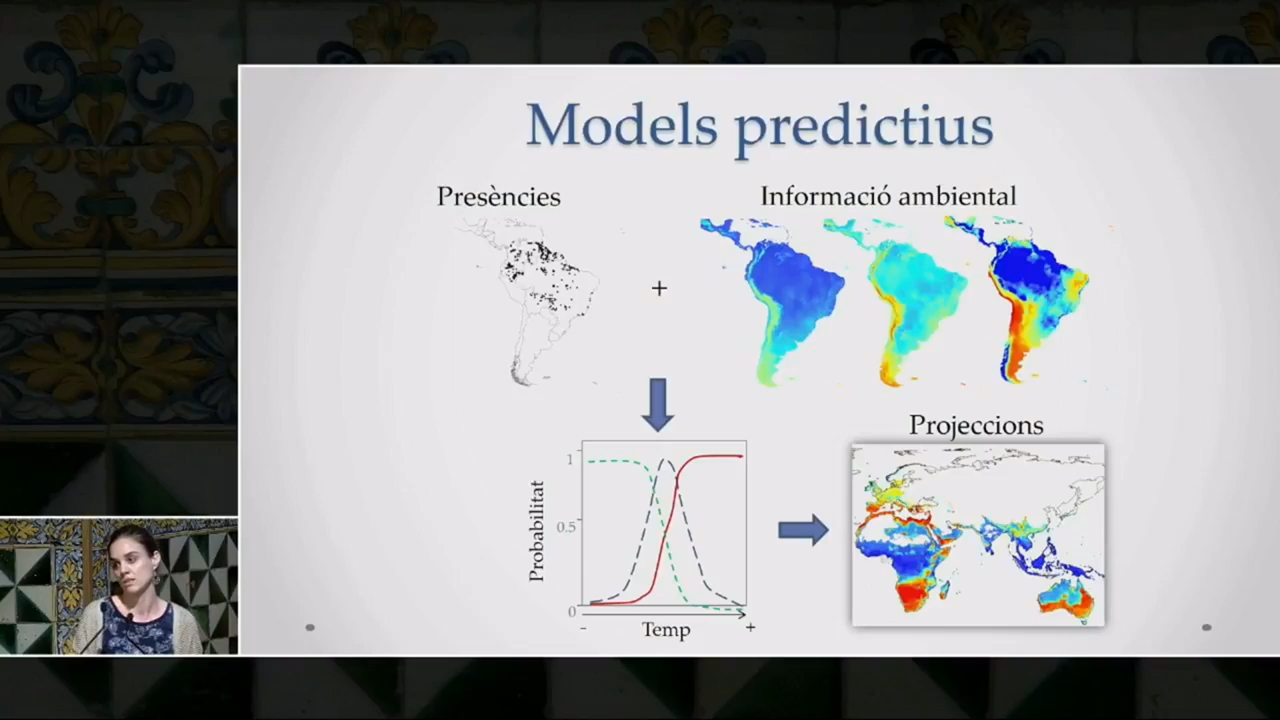 Models predictius
Presències
Informació ambiental
+
Projeccions
Probabilitat
1
0.5
0
-
Temp
+